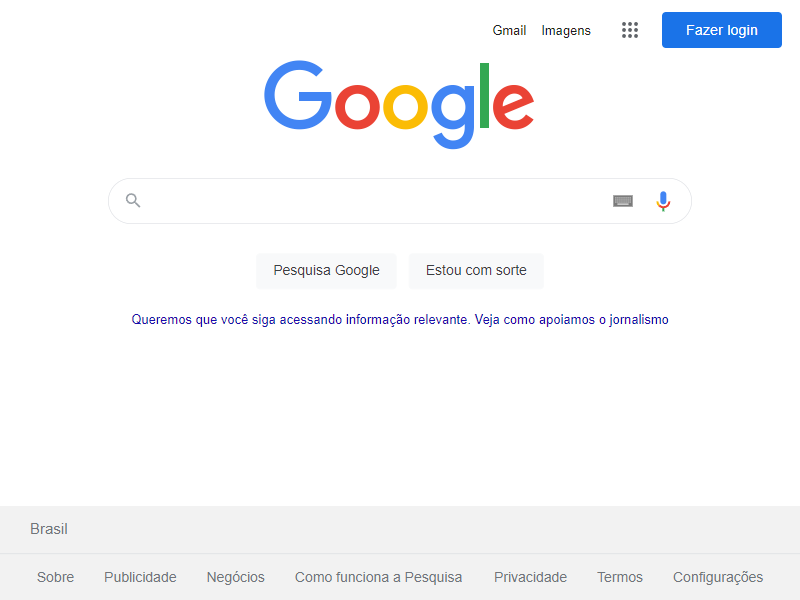 Gmail Imagens Fazer login
Google
Pesquisa Google Estou com sorte
Queremos que você siga acessando informação relevante. Veja como apoiamos o jornalismo
Brasil
Sobre Publicidade Negócios Como funciona a Pesquisa Privacidade Termos Configurações